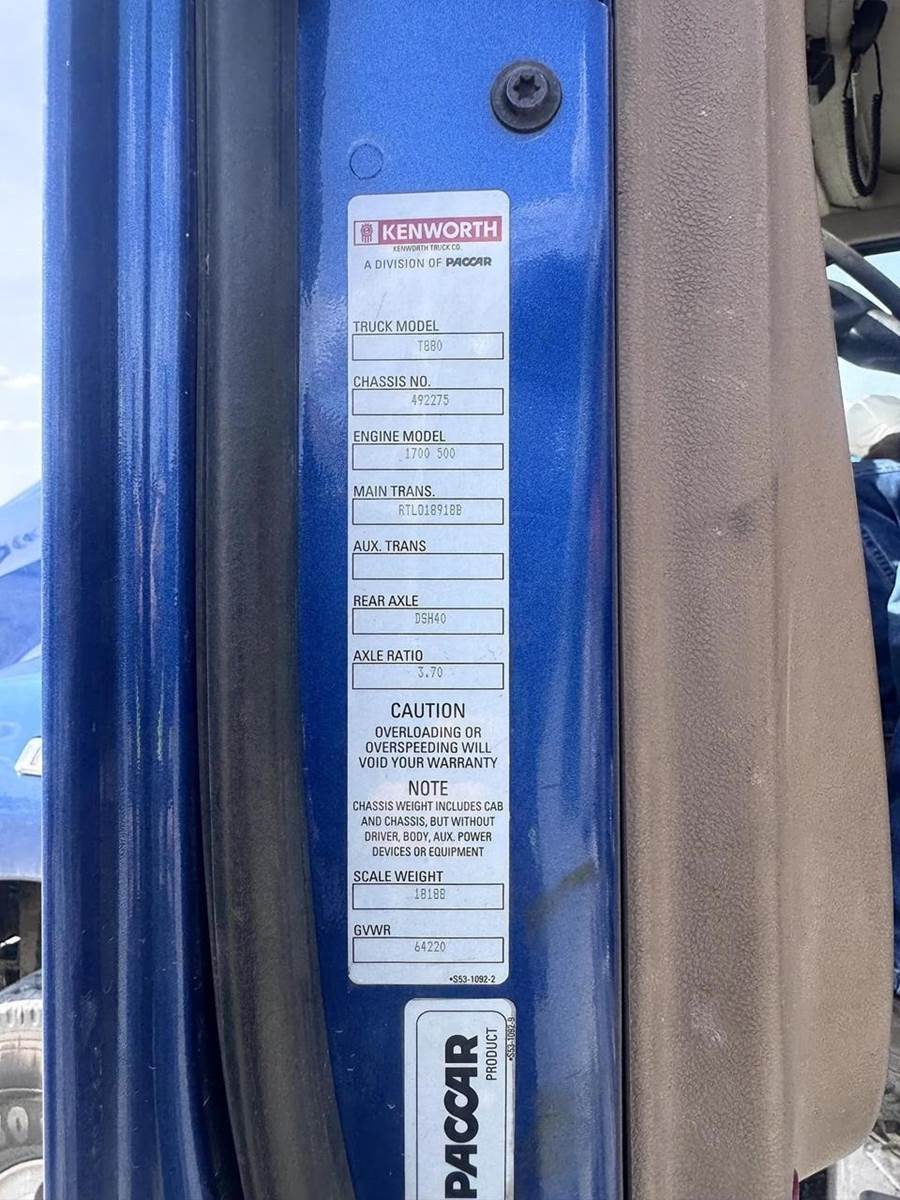 KENWORTH
KENWORTH TRUCK CO.
A DIVISION OF PACCAR
TRUCK MODEL
T880
CHASSIS NO.
492275
ENGINE MODEL
1700 500
MAIN TRANS.
RTLO18918B
AUX. TRANS
REAR AXLE
DSH40
AXLE RATIO
3.70
CAUTION
OVERLOADING OR
OVERSPEEDING WILL
VOID YOUR WARRANTY
NOTE
CHASSIS WEIGHT INCLUDES CAB
AND CHASSIS, BUT WITHOUT
DRIVER, BODY, AUX. POWER
DEVICES OR EQUIPMENT
SCALE WEIGHT
18188
GVWR
64220
•S53-1092-2
PACCAR
PRODUCT
•S53-1092-9